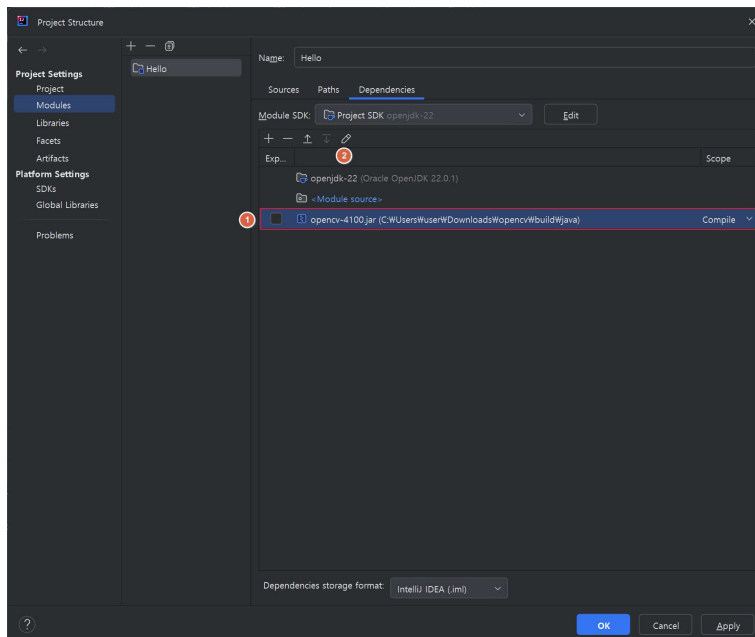 Project Structure
Project Settings
Project
Modules
Libraries
Facets
Artifacts
Platform Settings
SDKs
Global Libraries
Problems
Hello
Name: Hello
Sources Paths Dependencies
Module SDK: Project SDK openjdk-22 Edit
2
Exp... Scope
openjdk-22 (Oracle OpenJDK 22.0.1)
<Module source>
1 opencv-4100.jar (C:₩Users₩user₩Downloads₩opencv₩build₩java) Compile
Dependencies storage format: IntelliJ IDEA (.iml)
? OK Cancel Apply